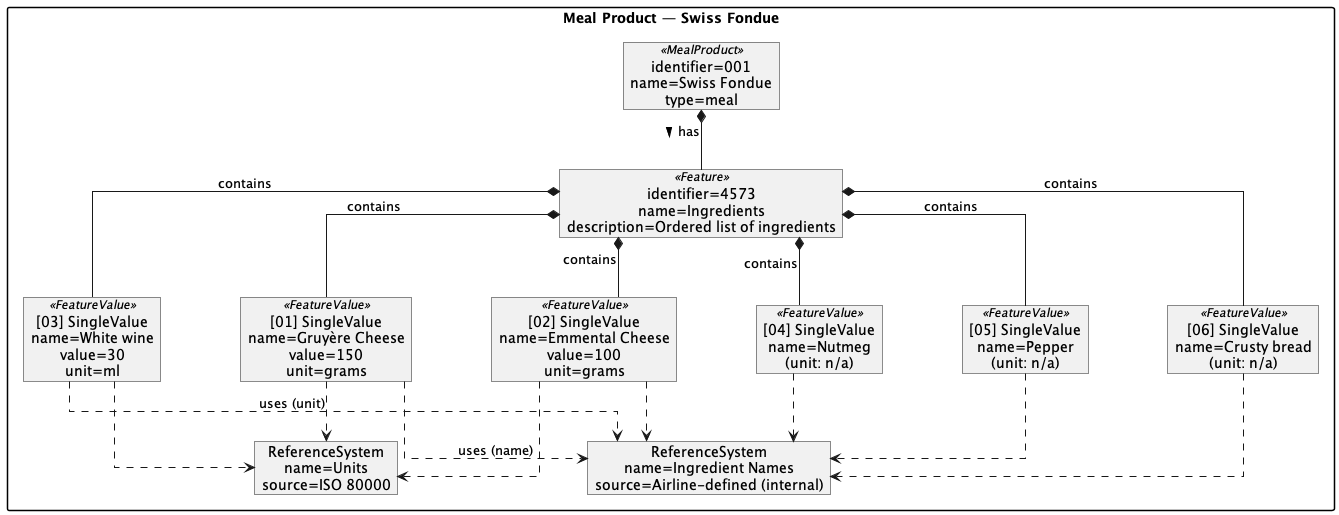 Meal Product — Swiss Fondue
«MealProduct»
identifier=001
name=Swiss Fondue
type=meal
has
«Feature»
identifier=4573
name=Ingredients
description=Ordered list of ingredients
contains
contains
contains
contains
contains
contains
«FeatureValue»
[03] SingleValue
name=White wine
value=30
unit=ml
«FeatureValue»
[01] SingleValue
name=Gruyère Cheese
value=150
unit=grams
«FeatureValue»
[02] SingleValue
name=Emmental Cheese
value=100
unit=grams
«FeatureValue»
[04] SingleValue
name=Nutmeg
(unit: n/a)
«FeatureValue»
[05] SingleValue
name=Pepper
(unit: n/a)
«FeatureValue»
[06] SingleValue
name=Crusty bread
(unit: n/a)
uses (unit)
uses (name)
ReferenceSystem
name=Units
source=ISO 80000
ReferenceSystem
name=Ingredient Names
source=Airline-defined (internal)